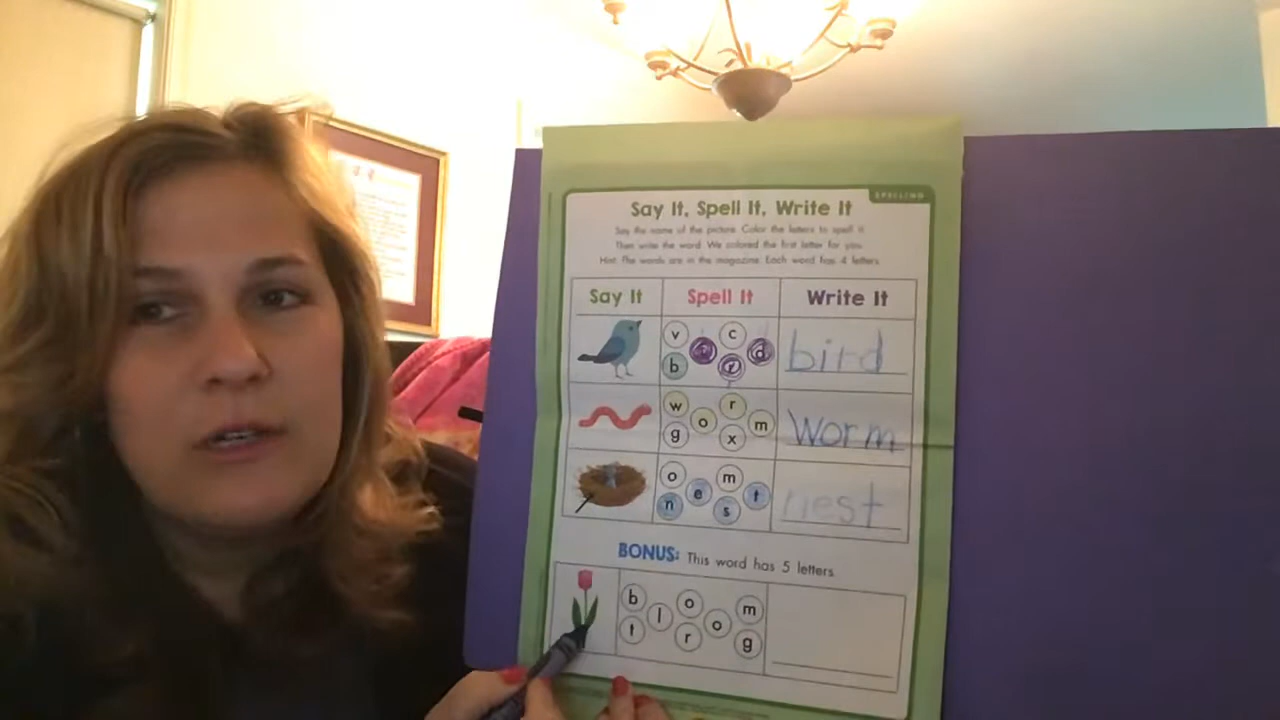 SPELLING
Say It, Spell It, Write It
Say the name of the picture. Color the letters to spell it.
Then write the word. We colored the first letter for you.
Hint: The words are in the magazine. Each word has 4 letters.
Say It Spell It Write It
v c
b r d
bird
w r
o m
g x
Worm
o m
e t
n s
nest
BONUS: This word has 5 letters.
b o m
l o
t r g